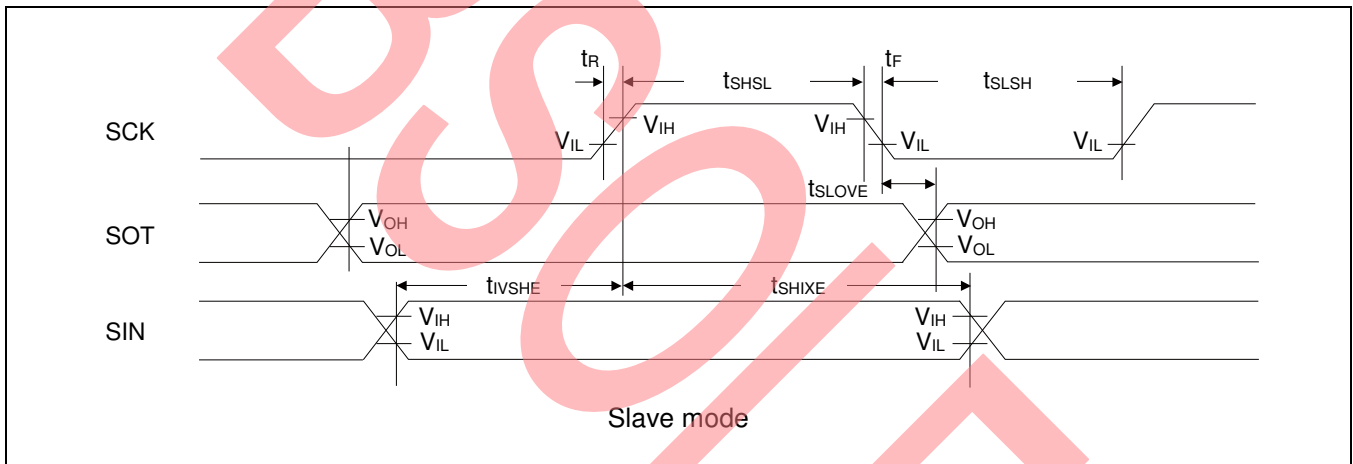 tR tF
tSHSL tSLSH
SCK VIL VIH VIH VIL VIL
tSLOVE
SOT VOH VOL VOH VOL
tIVSHE tSHIXE
SIN VIH VIL VIH VIL
Slave mode